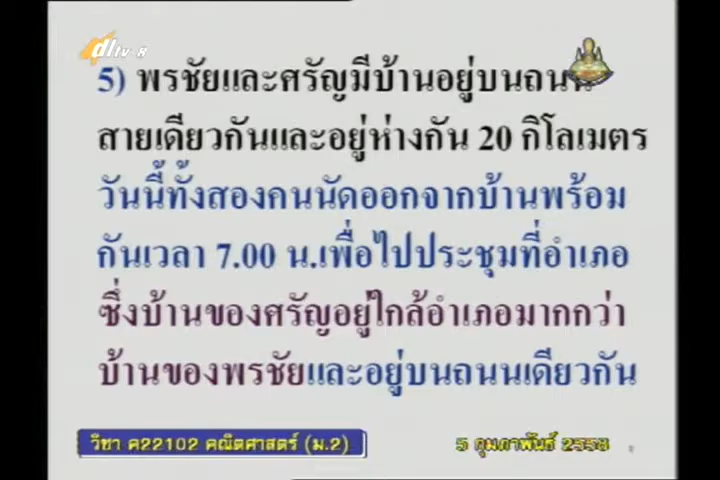 dltv 8
5) พรชัยและศรัญมีบ้านอยู่บนถนน
สายเดียวกันและอยู่ห่างกัน 20 กิโลเมตร
วันนี้ทั้งสองคนนัดออกจากบ้านพร้อม
กันเวลา 7.00 น.เพื่อไปประชุมที่อำเภอ
ซึ่งบ้านของศรัญอยู่ใกล้อำเภอมากกว่า
บ้านของพรชัยและอยู่บนถนนเดียวกัน
วิชา ค22102 คณิตศาสตร์ (ม.2)
5 กุมภาพันธ์ 2553